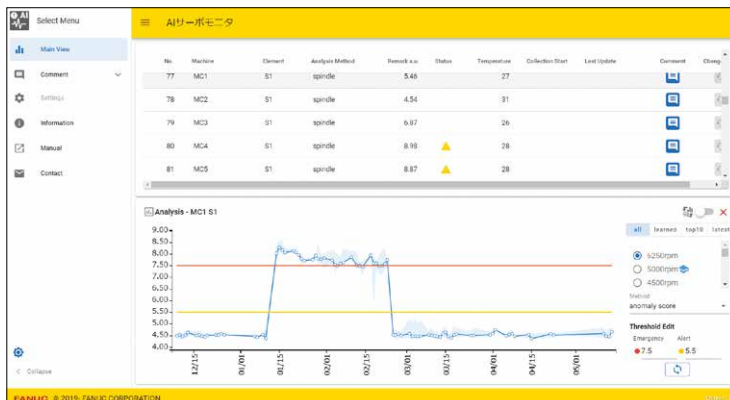 AI
Select Menu
AIサーボモニタ
Main View
Comment
Settings
Information
Manual
Contact
Collapse
No. Machine Element Analysis Method Remark a.u. Status Temperature Collection Start Last Update Comment Chang
77 MC1 S1 spindle 5.46 27
78 MC2 S1 spindle 4.54 31
79 MC3 S1 spindle 6.87 26
80 MC4 S1 spindle 8.98 28
81 MC5 S1 spindle 8.87 28
Analysis - MC1 S1
all learned top10 latest
9.00
8.50
8.00
7.50
7.00
6.50
6.00
5.50
5.00
4.50
4.00
12/15 01/01 01/15 02/01 02/15 03/01 03/15 04/01 04/15 05/01
6250rpm
5000rpm
4500rpm
Method
anomaly score
Threshold Edit
Emergency Alert
7.5 5.5
FANUC © 2019- FANUC CORPORATION